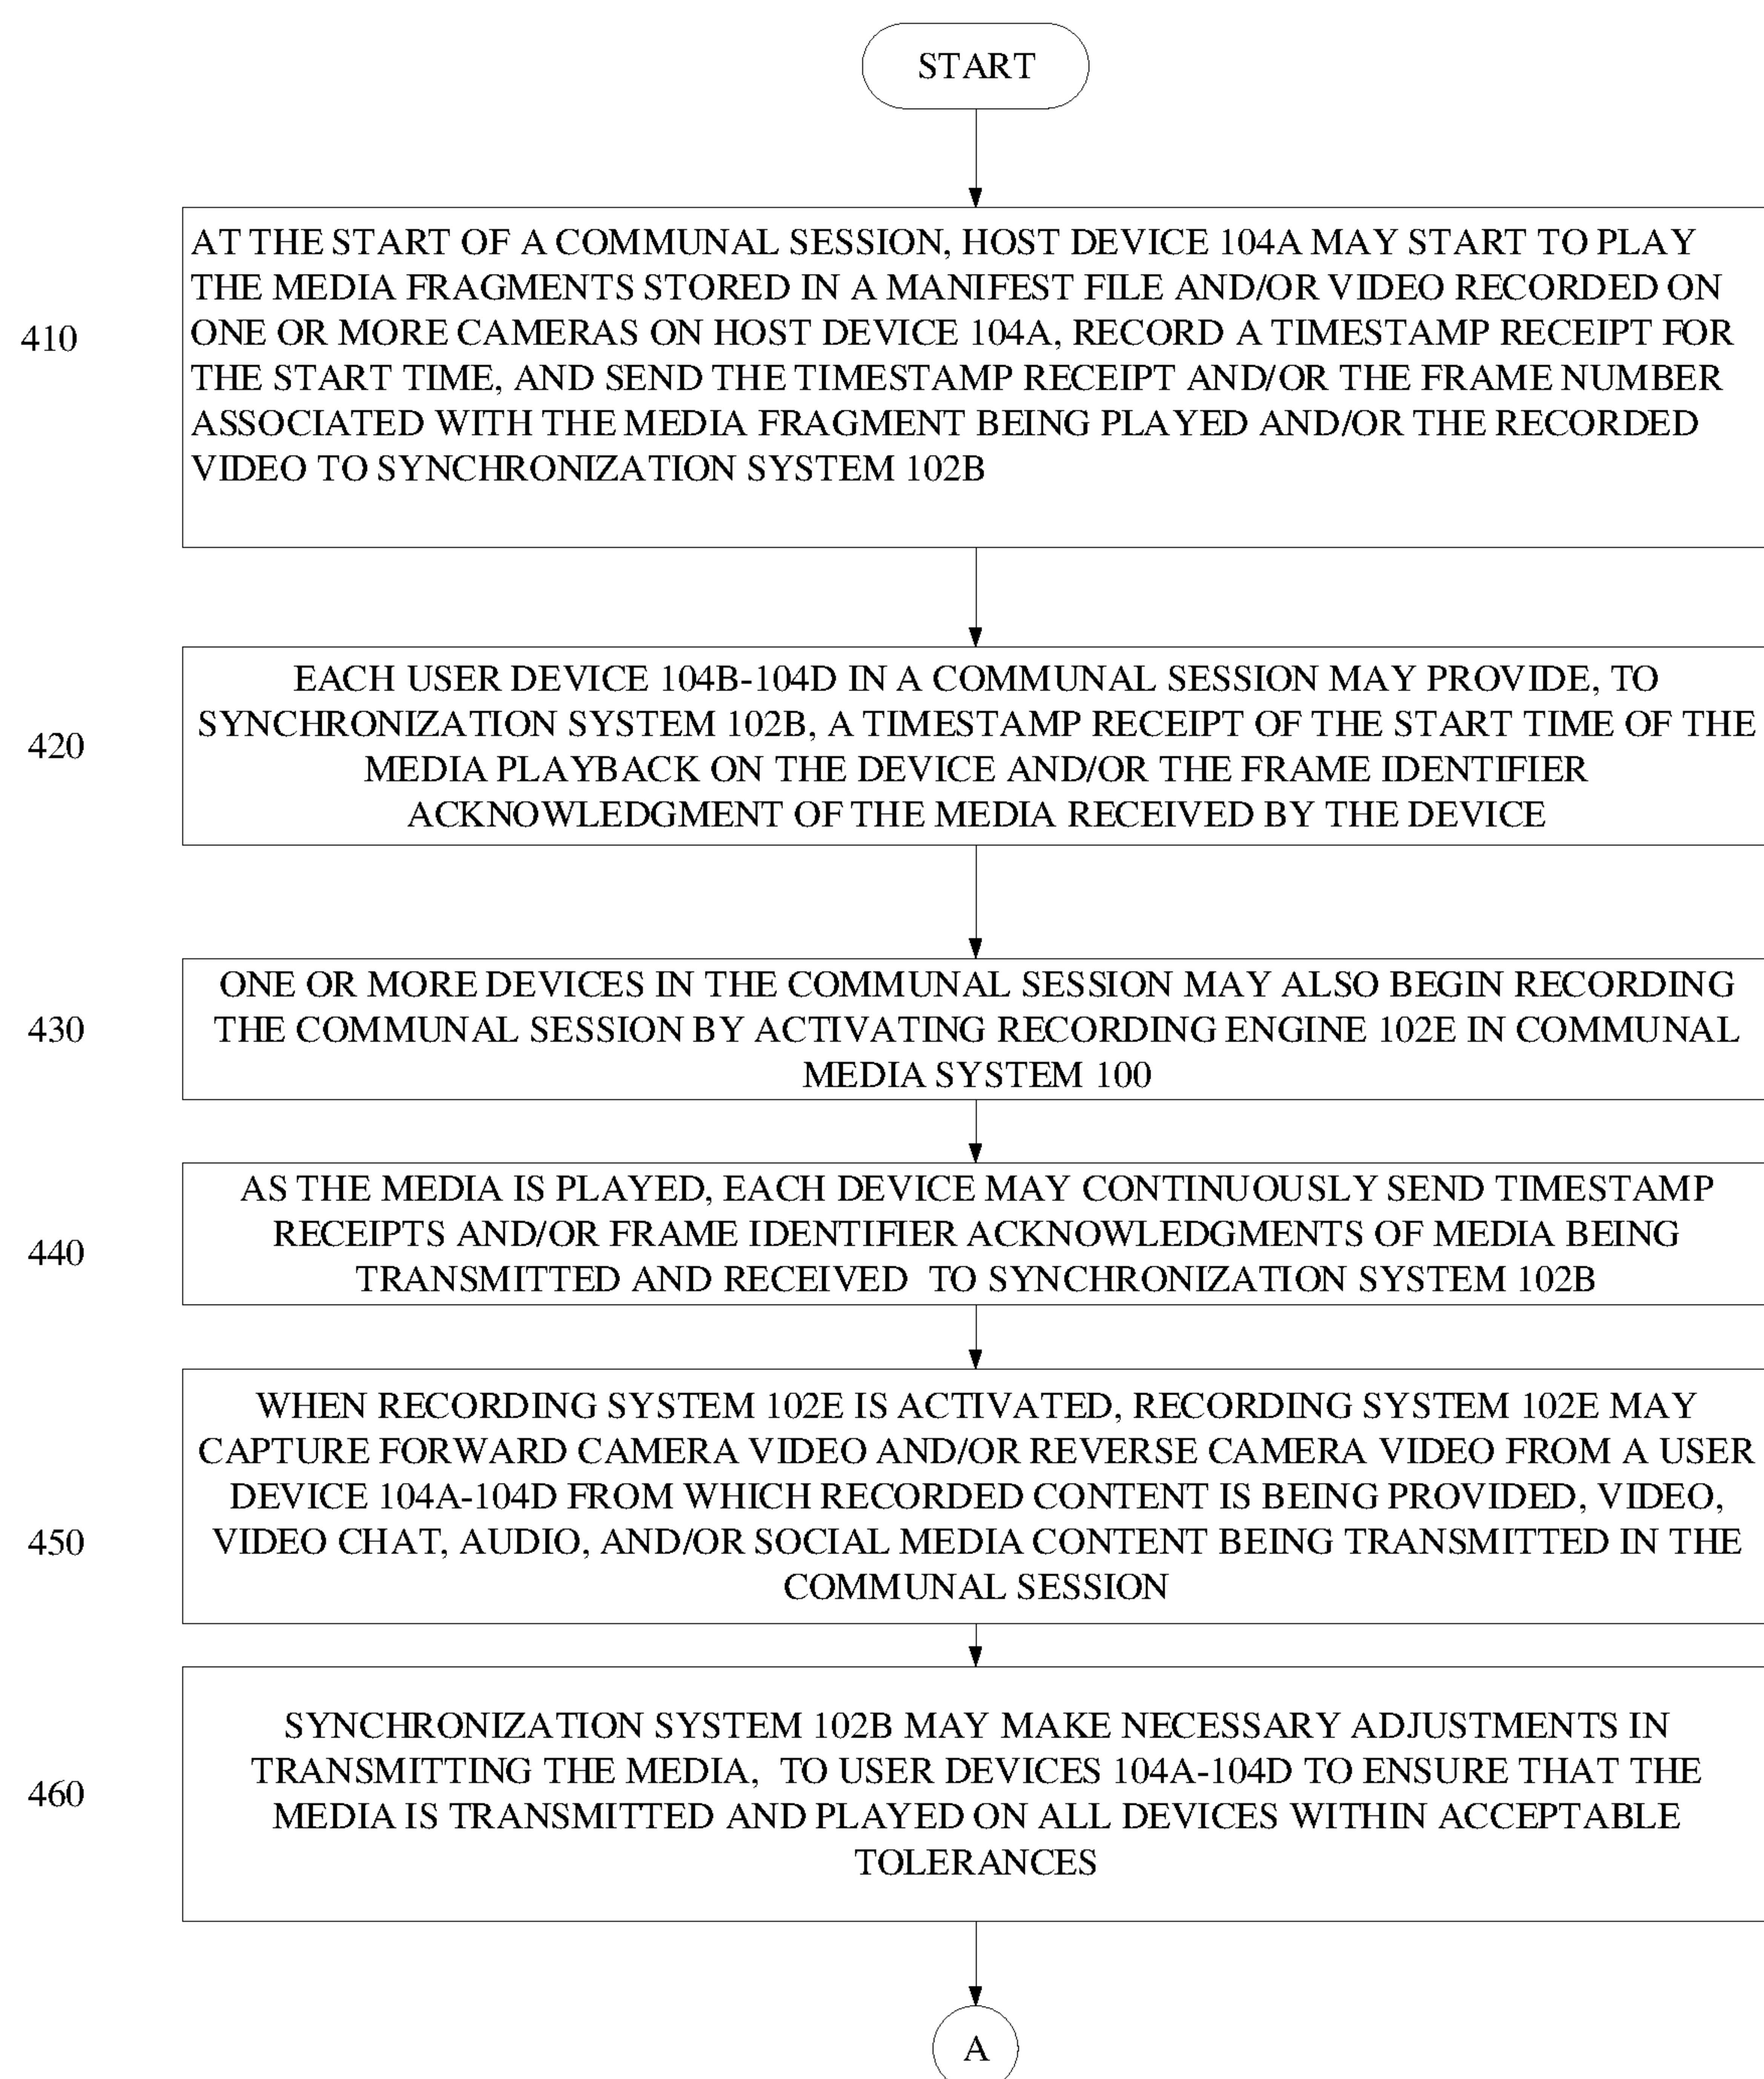 START
410
AT THE START OF A COMMUNAL SESSION, HOST DEVICE 104A MAY START TO PLAY
THE MEDIA FRAGMENTS STORED IN A MANIFEST FILE AND/OR VIDEO RECORDED ON
ONE OR MORE CAMERAS ON HOST DEVICE 104A, RECORD A TIMESTAMP RECEIPT FOR
THE START TIME, AND SEND THE TIMESTAMP RECEIPT AND/OR THE FRAME NUMBER
ASSOCIATED WITH THE MEDIA FRAGMENT BEING PLAYED AND/OR THE RECORDED
VIDEO TO SYNCHRONIZATION SYSTEM 102B
420
EACH USER DEVICE 104B-104D IN A COMMUNAL SESSION MAY PROVIDE, TO
SYNCHRONIZATION SYSTEM 102B, A TIMESTAMP RECEIPT OF THE START TIME OF THE
MEDIA PLAYBACK ON THE DEVICE AND/OR THE FRAME IDENTIFIER
ACKNOWLEDGMENT OF THE MEDIA RECEIVED BY THE DEVICE
430
ONE OR MORE DEVICES IN THE COMMUNAL SESSION MAY ALSO BEGIN RECORDING
THE COMMUNAL SESSION BY ACTIVATING RECORDING ENGINE 102E IN COMMUNAL
MEDIA SYSTEM 100
440
AS THE MEDIA IS PLAYED, EACH DEVICE MAY CONTINUOUSLY SEND TIMESTAMP
RECEIPTS AND/OR FRAME IDENTIFIER ACKNOWLEDGMENTS OF MEDIA BEING
TRANSMITTED AND RECEIVED  TO SYNCHRONIZATION SYSTEM 102B
450
WHEN RECORDING SYSTEM 102E IS ACTIVATED, RECORDING SYSTEM 102E MAY
CAPTURE FORWARD CAMERA VIDEO AND/OR REVERSE CAMERA VIDEO FROM A USER
DEVICE 104A-104D FROM WHICH RECORDED CONTENT IS BEING PROVIDED, VIDEO,
VIDEO CHAT, AUDIO, AND/OR SOCIAL MEDIA CONTENT BEING TRANSMITTED IN THE
COMMUNAL SESSION
460
SYNCHRONIZATION SYSTEM 102B MAY MAKE NECESSARY ADJUSTMENTS IN
TRANSMITTING THE MEDIA,  TO USER DEVICES 104A-104D TO ENSURE THAT THE
MEDIA IS TRANSMITTED AND PLAYED ON ALL DEVICES WITHIN ACCEPTABLE
TOLERANCES
A